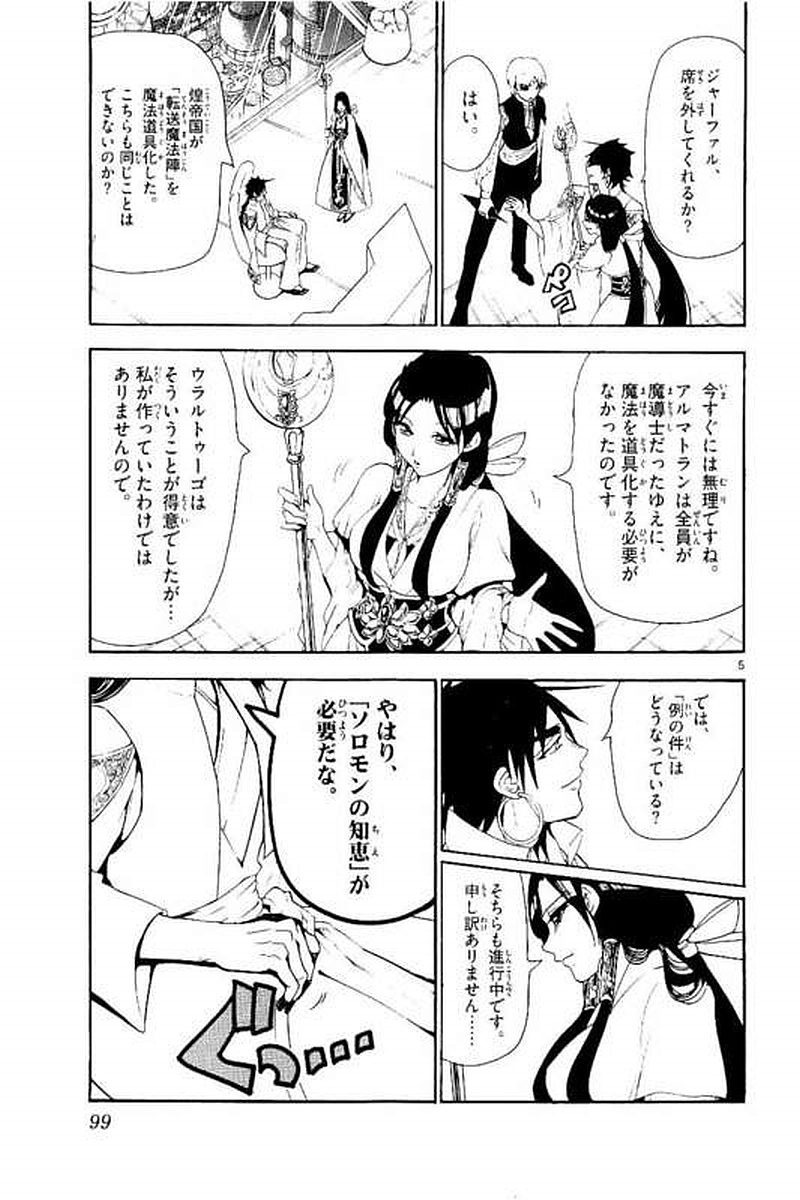 ジャーファル、
席を外してくれるか？
はい。
ペコ
煌帝国が
「転送魔法陣」を
魔法道具化した。
こちらも同じことは
できないのか？
今すぐには無理ですね。
アルマトランは全員が
魔導士だったゆえに、
魔法を道具化する必要が
なかったのです。
ウラルトゥーゴは
そういうことが得意でしたが…
私が作っていたわけでは
ありませんので。
5
では、
「例の件」は
どうなっている？
そちらも進行中です。
申し訳ありません……
やはり、
「ソロモンの知恵」が
必要だな。
ぐっ…
99